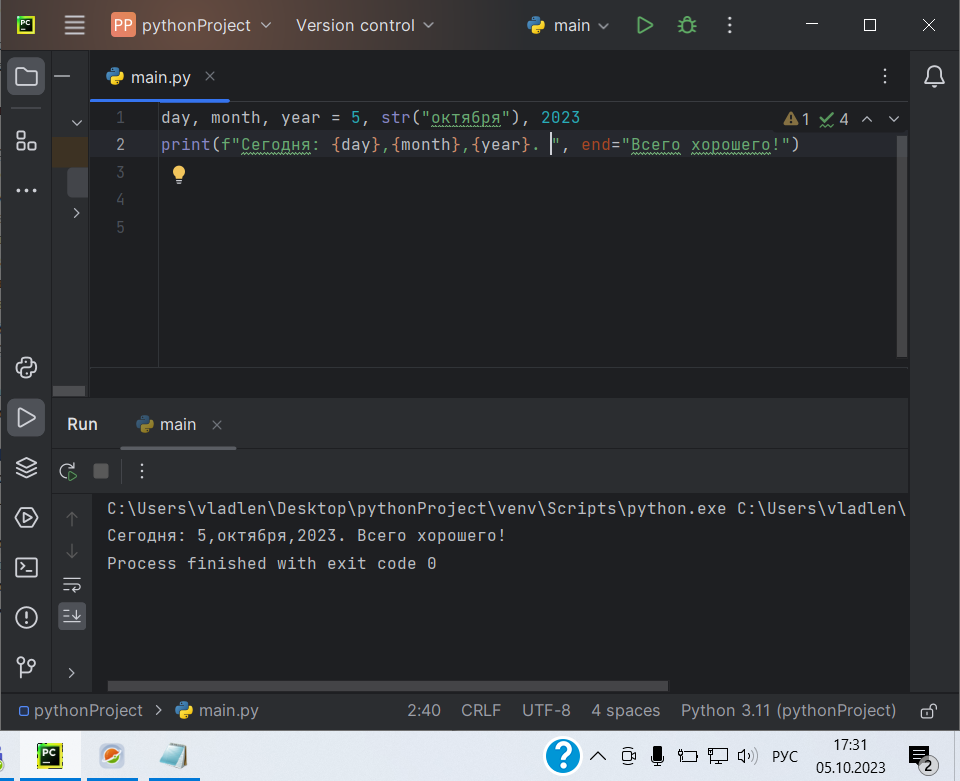 PC
PP pythonProject Version control main
main.py
1 day, month, year = 5, str("октября"), 2023 1 4
2 print(f"Сегодня: {day},{month},{year}. ", end="Всего хорошего!")
3
4
5
Run main
C:\Users\vladlen\Desktop\pythonProject\venv\Scripts\python.exe C:\Users\vladlen\
Сегодня: 5,октября,2023. Всего хорошего!
Process finished with exit code 0
pythonProject main.py 2:40 CRLF UTF-8 4 spaces Python 3.11 (pythonProject)
PC ? РУС 17:31
05.10.2023 2